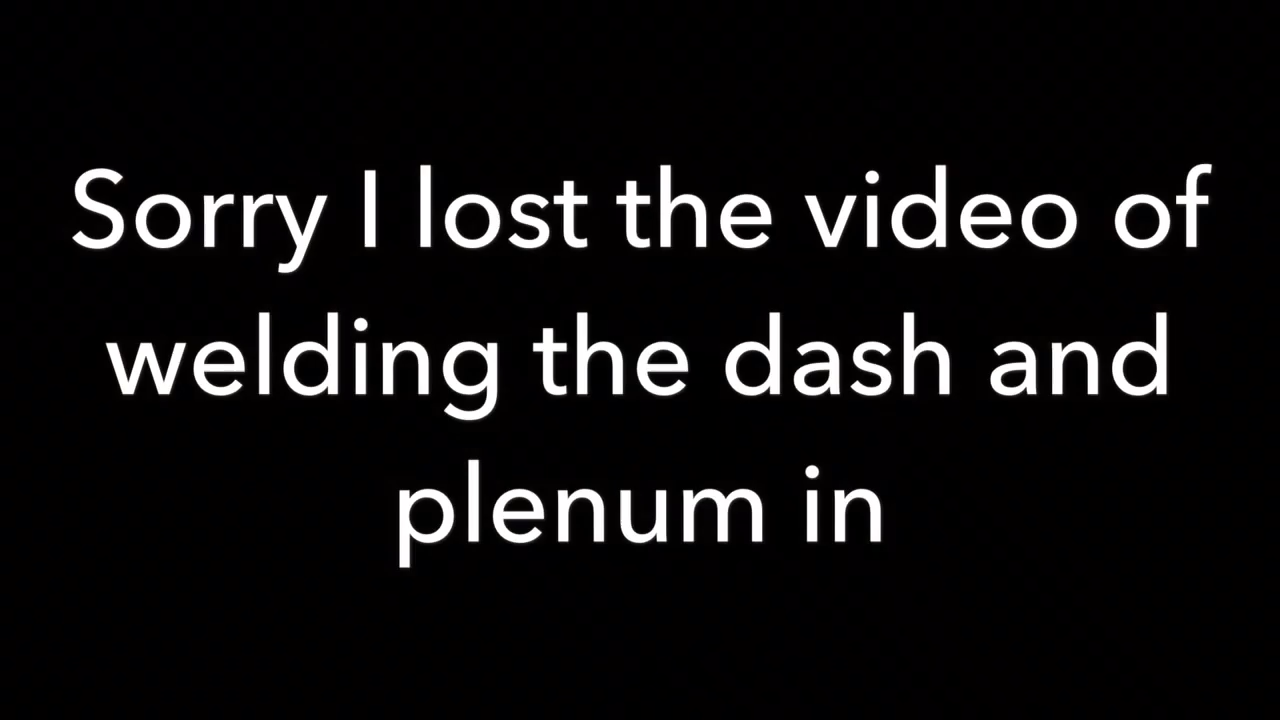 Sorry I lost the video of
welding the dash and
plenum in